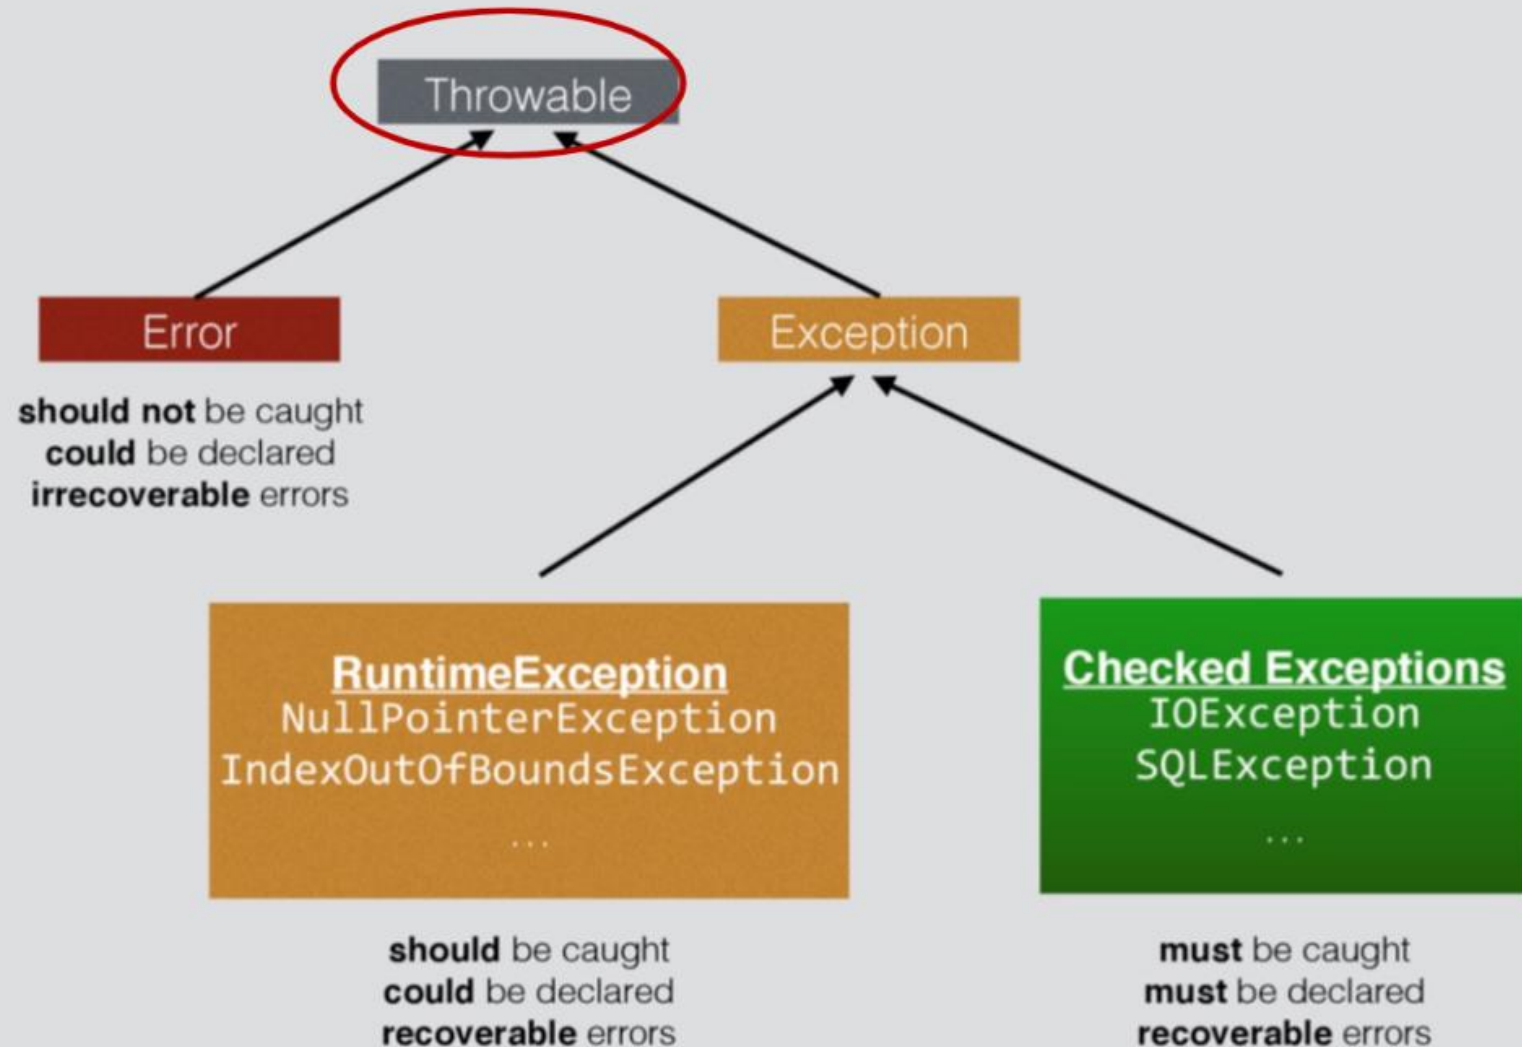 Throwable
Error
Exception
should not be caught
could be declared
irrecoverable errors
RuntimeException
NullPointerException
IndexOutOfBoundsException
...
should be caught
could be declared
recoverable errors
Checked Exceptions
IOException
SQLException
...
must be caught
must be declared
recoverable errors